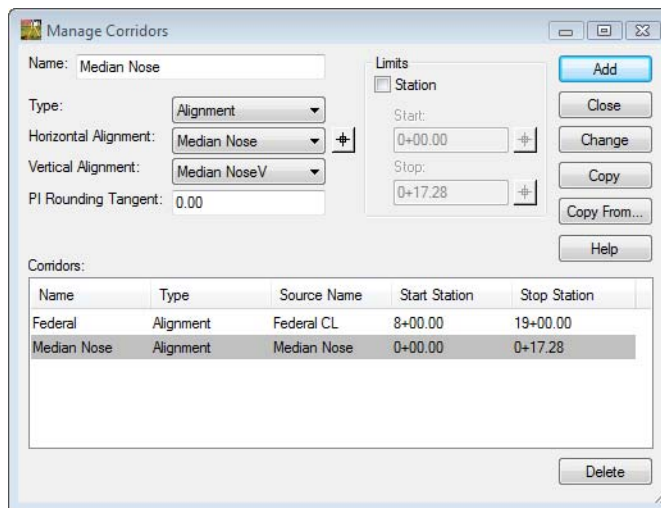 Manage Corridors
Name: Median Nose
Type: Alignment
Horizontal Alignment: Median Nose
Vertical Alignment: Median NoseV
PI Rounding Tangent: 0.00
Limits
Station
Start:
0+00.00
Stop:
0+17.28
Add
Close
Change
Copy
Copy From...
Help
Corridors:
Name Type Source Name Start Station Stop Station
Federal Alignment Federal CL 8+00.00 19+00.00
Median Nose Alignment Median Nose 0+00.00 0+17.28
Delete